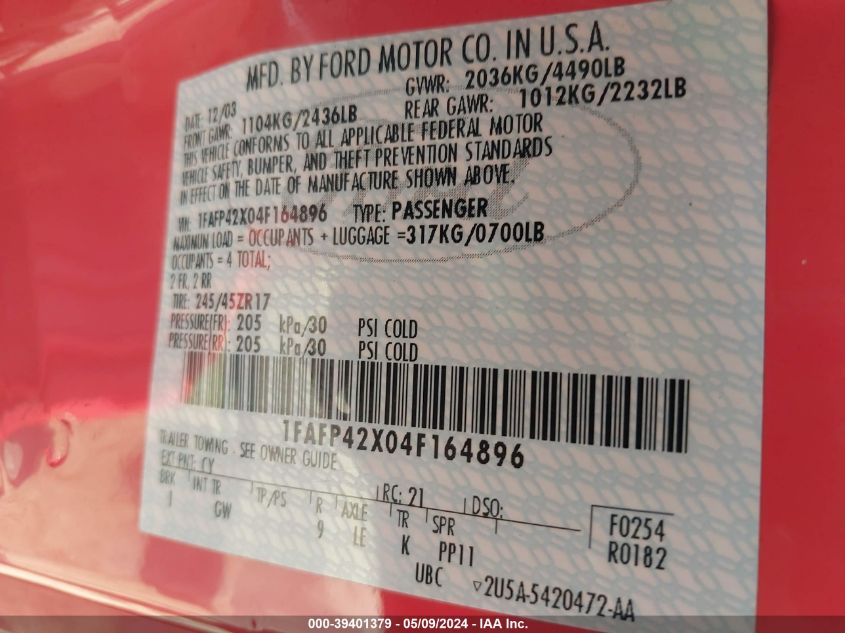 MFD. BY FORD MOTOR CO. IN U.S.A.
DATE: 12/03 GVWR: 2036KG/4490LB
FRONT GAWR: 1104KG/2436LB REAR GAWR: 1012KG/2232LB
THIS VEHICLE CONFORMS TO ALL APPLICABLE FEDERAL MOTOR
VEHICLE SAFETY, BUMPER, AND THEFT PREVENTION STANDARDS
IN EFFECT ON THE DATE OF MANUFACTURE SHOWN ABOVE.
VIN: 1FAFP42X04F164896 TYPE: PASSENGER
MAXIMUN LOAD = OCCUPANTS + LUGGAGE =317KG/0700LB
OCCUPANTS = 4 TOTAL;
2 FR, 2 RR
TIRE: 245/45ZR17
PRESSURE(FR): 205 kPa/30 PSI COLD
PRESSURE(RR): 205 kPa/30 PSI COLD
1FAFP42X04F164896
TRAILER TOWING - SEE OWNER GUIDE
EXT PNT: CY RC: 21 DSO:
BRK INT TR TP/PS R AXLE TR SPR
I GW 9 LE K PP11
UBC
F0254
R0182
▽2U5A-5420472-AA
000-39401379 - 05/09/2024 - IAA Inc.